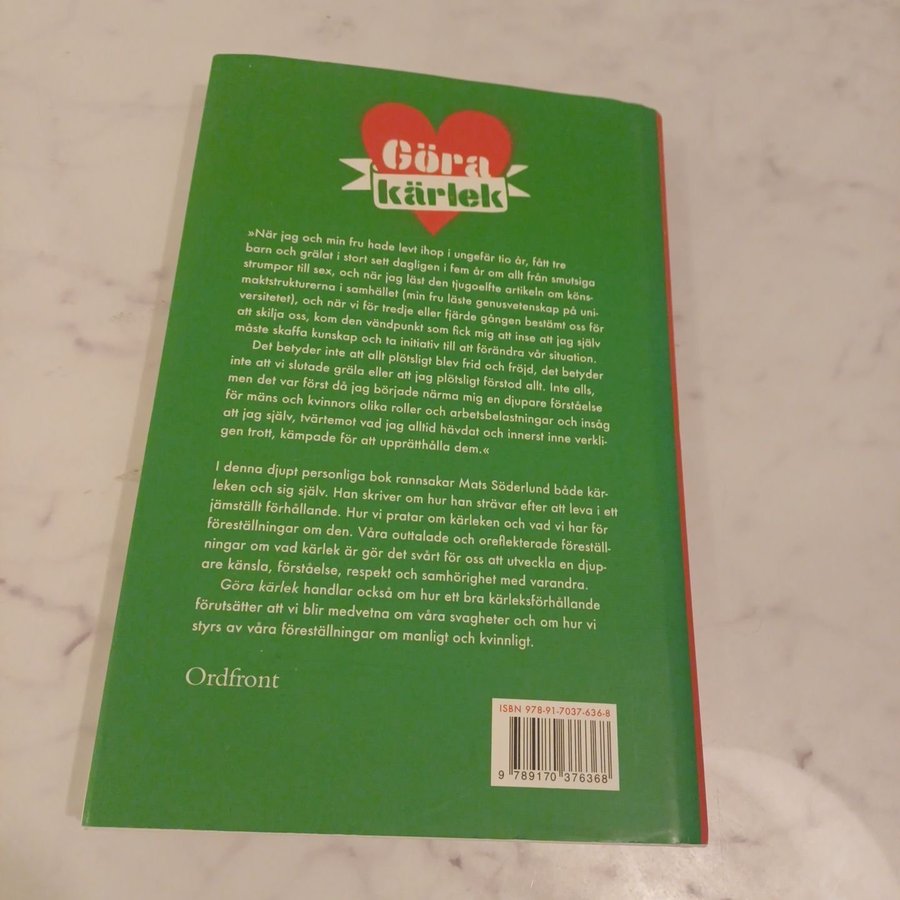 Göra
kärlek
»När jag och min fru hade levt ihop i ungefär tio år, fått tre
barn och grälat i stort sett dagligen i fem år om allt från smutsiga
strumpor till sex, och när jag läst den tjugoelfte artikeln om köns-
maktstrukturerna i samhället (min fru läste genusvetenskap på uni-
versitetet), och när vi för tredje eller fjärde gången bestämt oss för
att skilja oss, kom den vändpunkt som fick mig att inse att jag själv
måste skaffa kunskap och ta initiativ till att förändra vår situation.
Det betyder inte att allt plötsligt blev frid och fröjd, det betyder
inte att vi slutade gräla eller att jag plötsligt förstod allt. Inte alls,
men det var först då jag började närma mig en djupare förståelse
för mäns och kvinnors olika roller och arbetsbelastningar och insåg
att jag själv, tvärtemot vad jag alltid hävdat och innerst inne verkli-
gen trott, kämpade för att upprätthålla dem.«
I denna djupt personliga bok rannsakar Mats Söderlund både kär-
leken och sig själv. Han skriver om hur han strävar efter att leva i ett
jämställt förhållande. Hur vi pratar om kärleken och vad vi har för
föreställningar om den. Våra outtalade och oreflekterade föreställ-
ningar om vad kärlek är gör det svårt för oss att utveckla en djup-
are känsla, förståelse, respekt och samhörighet med varandra.
Göra kärlek handlar också om hur ett bra kärleksförhållande
förutsätter att vi blir medvetna om våra svagheter och om hur vi
styrs av våra föreställningar om manligt och kvinnligt.
Ordfront
ISBN 978-91-7037-636-8
9 789170 376368